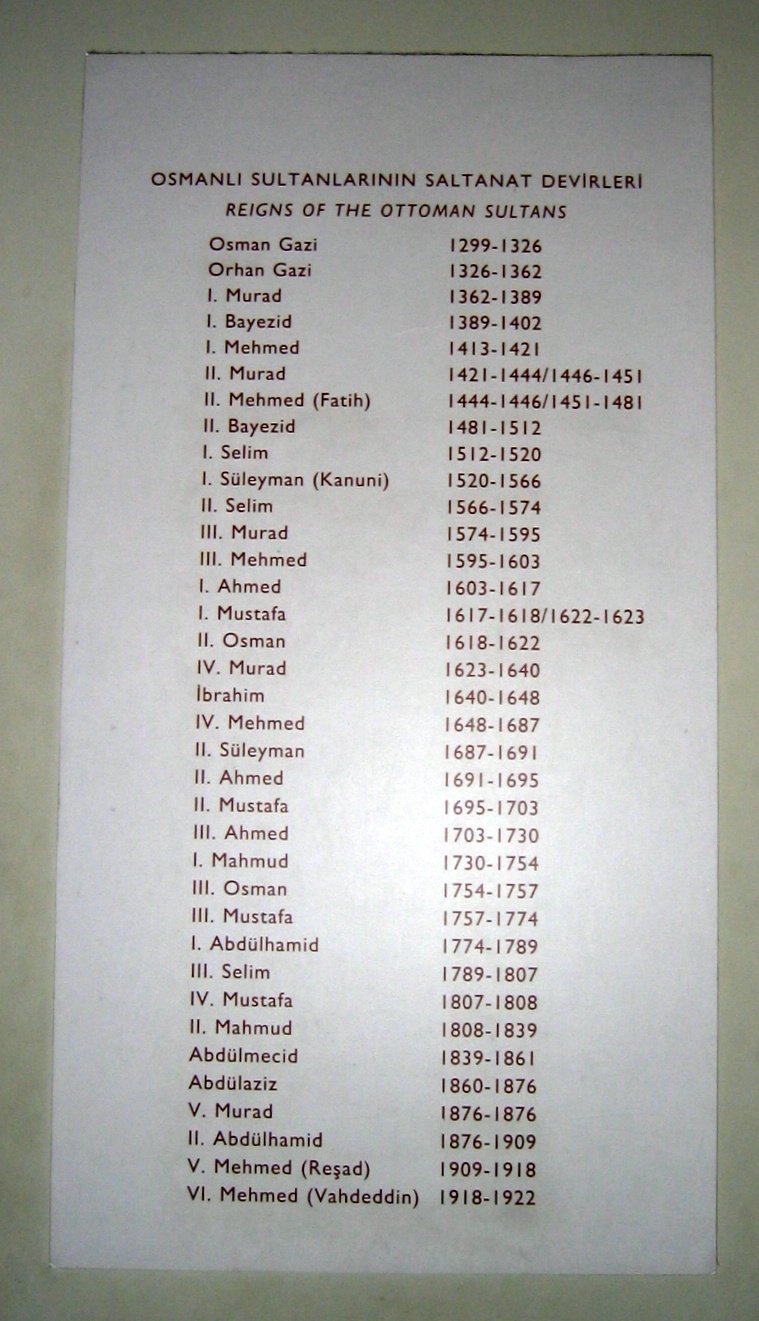 OSMANLI SULTANLARININ SALTANAT DEVİRLERİ
REIGNS OF THE OTTOMAN SULTANS
Osman Gazi 1299-1326
Orhan Gazi 1326-1362
I. Murad 1362-1389
I. Bayezid 1389-1402
I. Mehmed 1413-1421
II. Murad 1421-1444/1446-1451
II. Mehmed (Fatih) 1444-1446/1451-1481
II. Bayezid 1481-1512
I. Selim 1512-1520
I. Süleyman (Kanuni) 1520-1566
II. Selim 1566-1574
III. Murad 1574-1595
III. Mehmed 1595-1603
I. Ahmed 1603-1617
I. Mustafa 1617-1618/1622-1623
II. Osman 1618-1622
IV. Murad 1623-1640
İbrahim 1640-1648
IV. Mehmed 1648-1687
II. Süleyman 1687-1691
II. Ahmed 1691-1695
II. Mustafa 1695-1703
III. Ahmed 1703-1730
I. Mahmud 1730-1754
III. Osman 1754-1757
III. Mustafa 1757-1774
I. Abdülhamid 1774-1789
III. Selim 1789-1807
IV. Mustafa 1807-1808
II. Mahmud 1808-1839
Abdülmecid 1839-1861
Abdülaziz 1860-1876
V. Murad 1876-1876
II. Abdülhamid 1876-1909
V. Mehmed (Reşad) 1909-1918
VI. Mehmed (Vahdeddin) 1918-1922